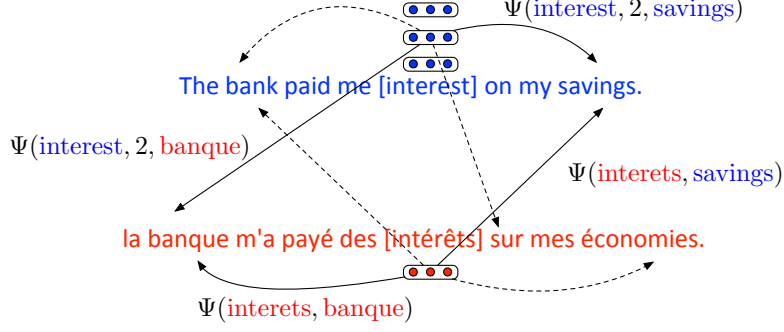 Ψ(interest, 2, savings)
The bank paid me [interest] on my savings.
Ψ(interest, 2, banque)
Ψ(interets, savings)
la banque m'a payé des [intérêts] sur mes économies.
Ψ(interets, banque)